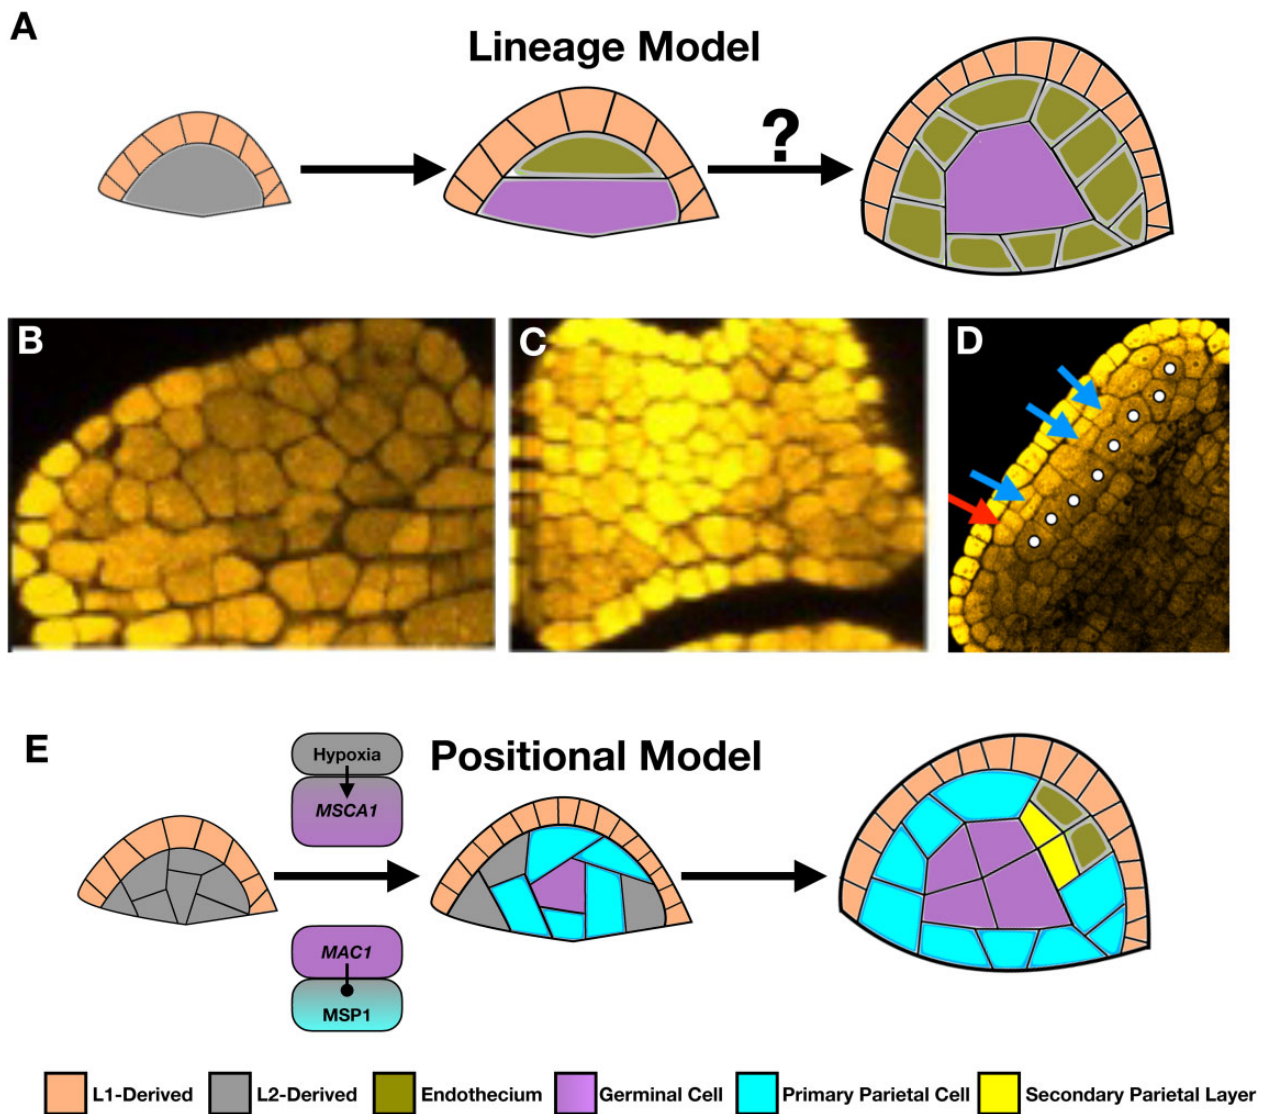 A
Lineage Model
?
B
C
D
E
Hypoxia
MSCA1
Positional Model
MAC1
MSP1
L1-Derived
L2-Derived
Endothecium
Germinal Cell
Primary Parietal Cell
Secondary Parietal Layer